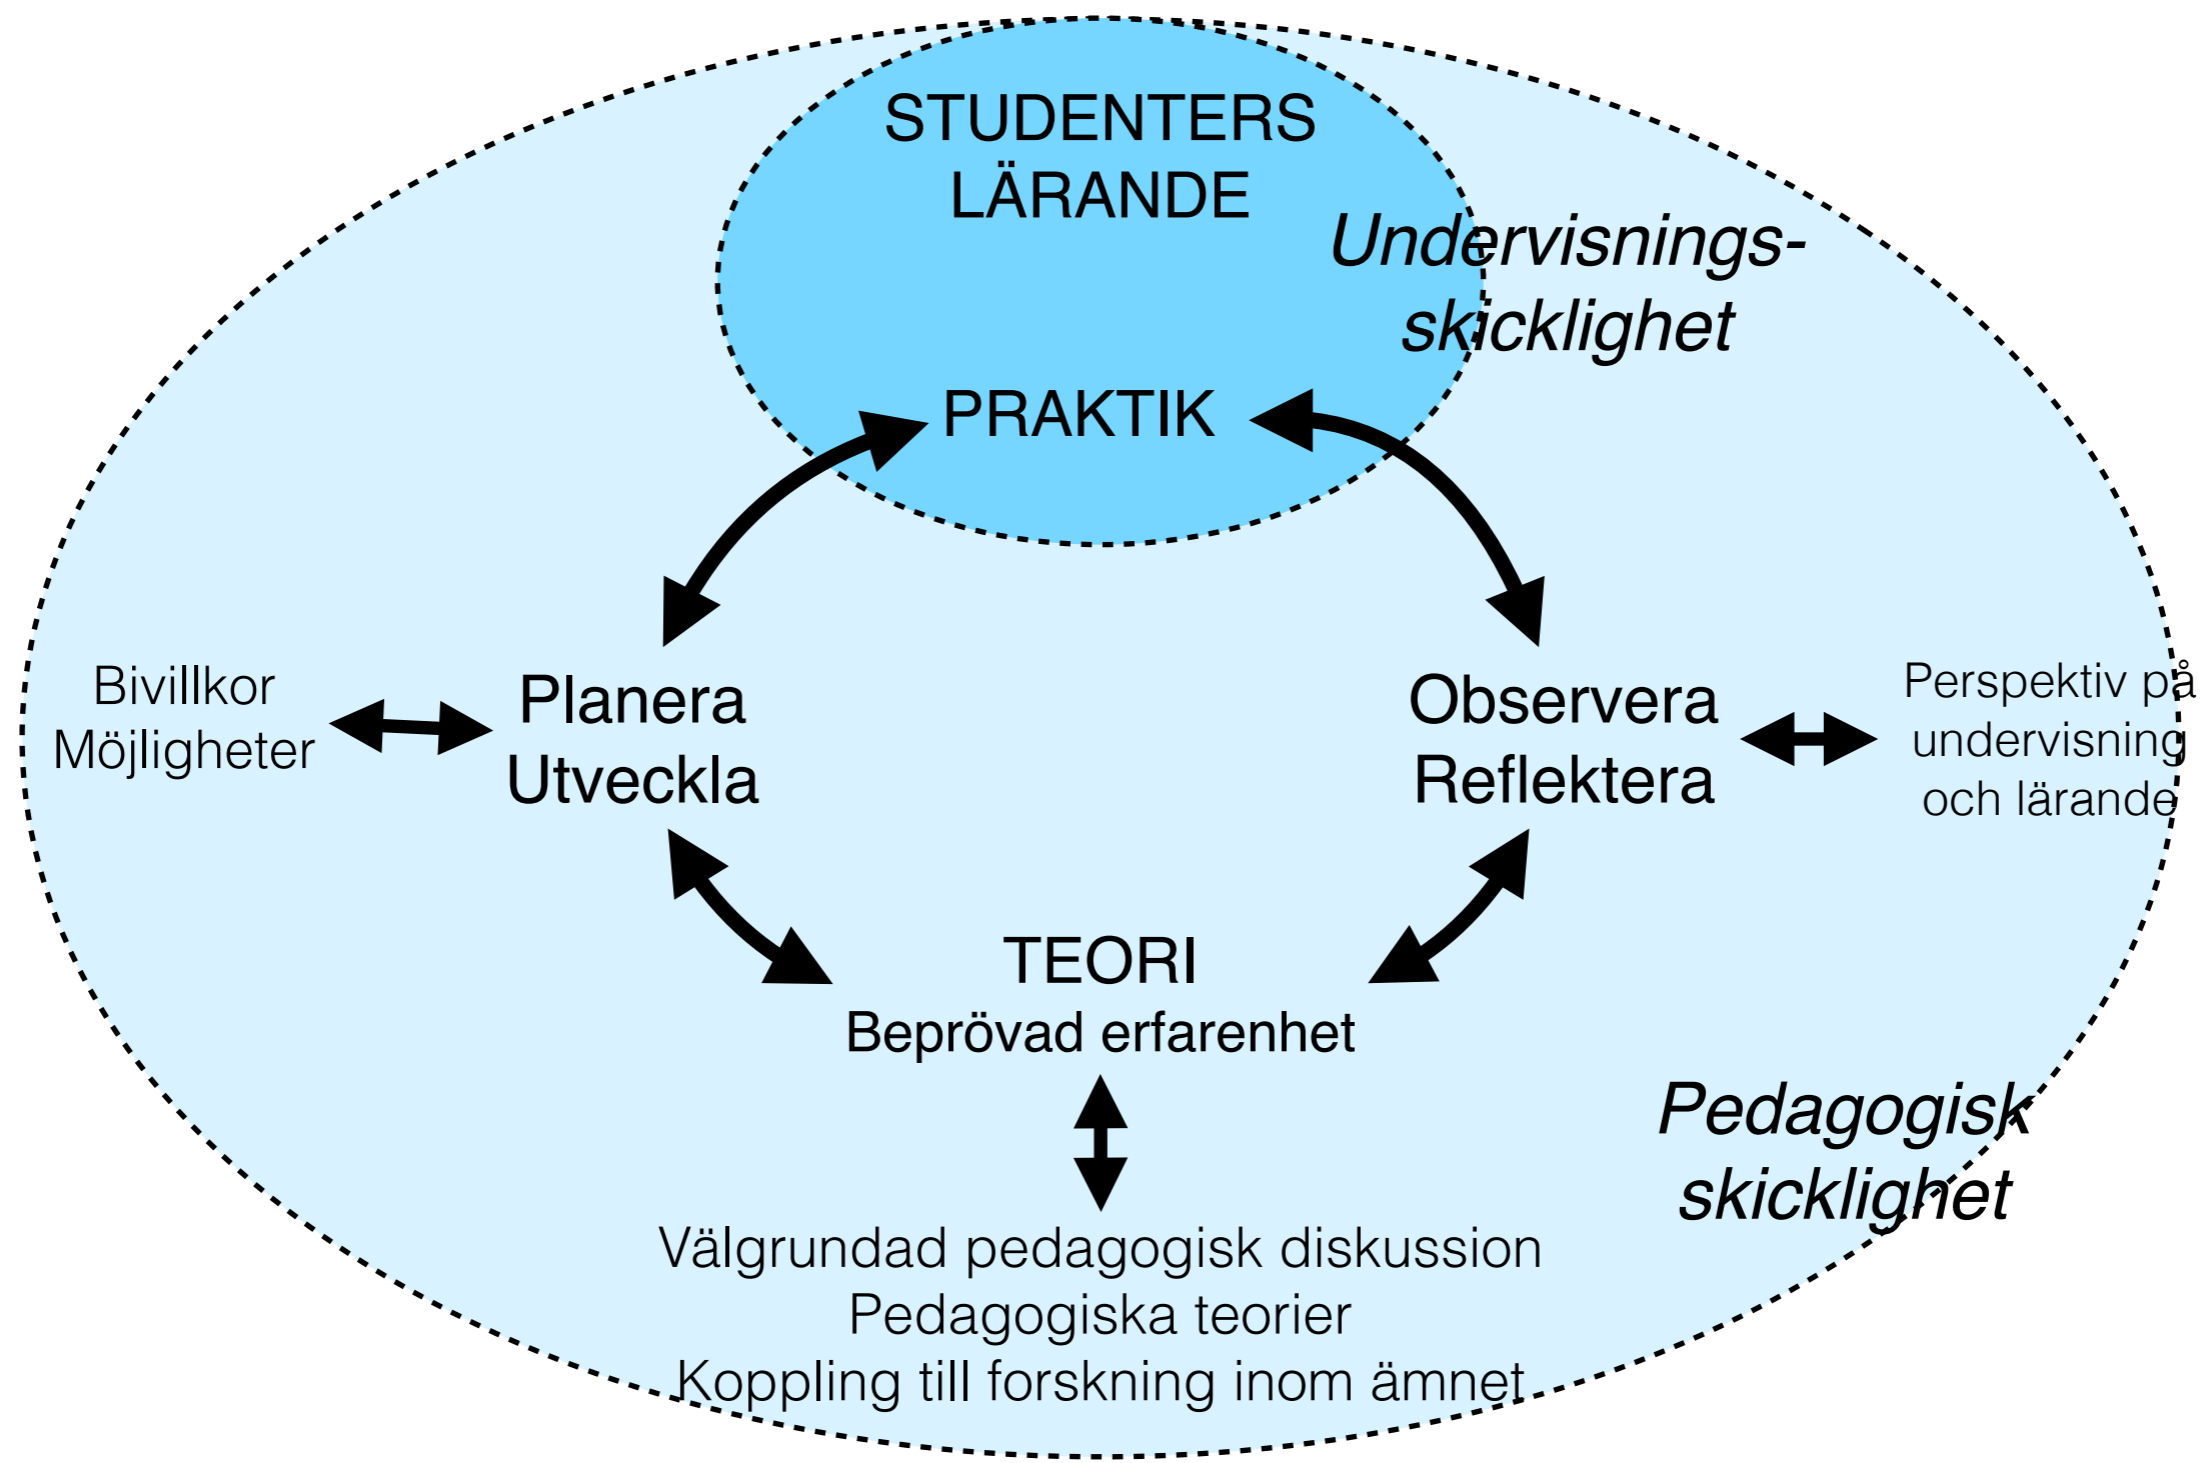 STUDENTERS
LÄRANDE
Undervisnings-
skicklighet
PRAKTIK
Bivillkor
Möjligheter
Planera
Utveckla
Observera
Reflektera
Perspektiv på
undervisning
och lärande
TEORI
Beprövad erfarenhet
Pedagogisk
skicklighet
Välgrundad pedagogisk diskussion
Pedagogiska teorier
Koppling till forskning inom ämnet